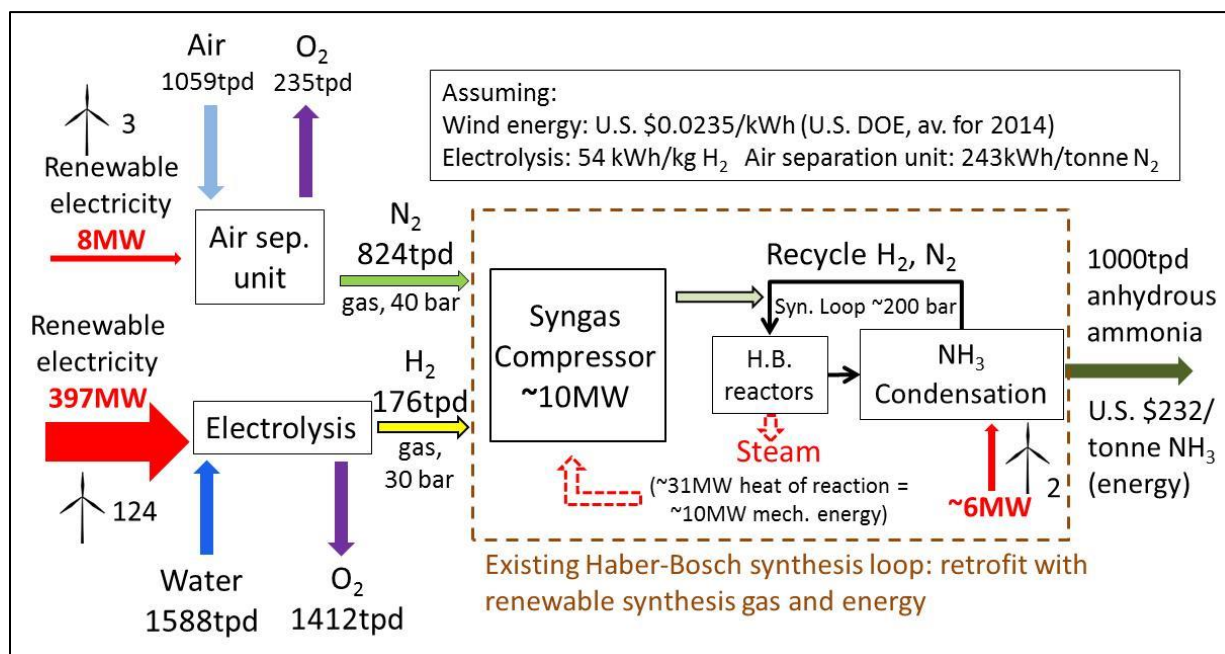 Air
1059tpd
O₂
235tpd
3
Renewable
electricity
8MW
Air sep.
unit
N₂
824tpd
gas, 40 bar
Assuming:
Wind energy: U.S. $0.0235/kWh (U.S. DOE, av. for 2014)
Electrolysis: 54 kWh/kg H₂ Air separation unit: 243kWh/tonne N₂
Renewable
electricity
397MW
124
Electrolysis
H₂
176tpd
gas,
30 bar
Water
1588tpd
O₂
1412tpd
Syngas
Compressor
~10MW
Recycle H₂, N₂
Syn. Loop ~200 bar
H.B.
reactors
NH₃
Condensation
Steam
(~31MW heat of reaction =
~10MW mech. energy)
~6MW
2
1000tpd
anhydrous
ammonia
U.S. $232/
tonne NH₃
(energy)
Existing Haber-Bosch synthesis loop: retrofit with
renewable synthesis gas and energy